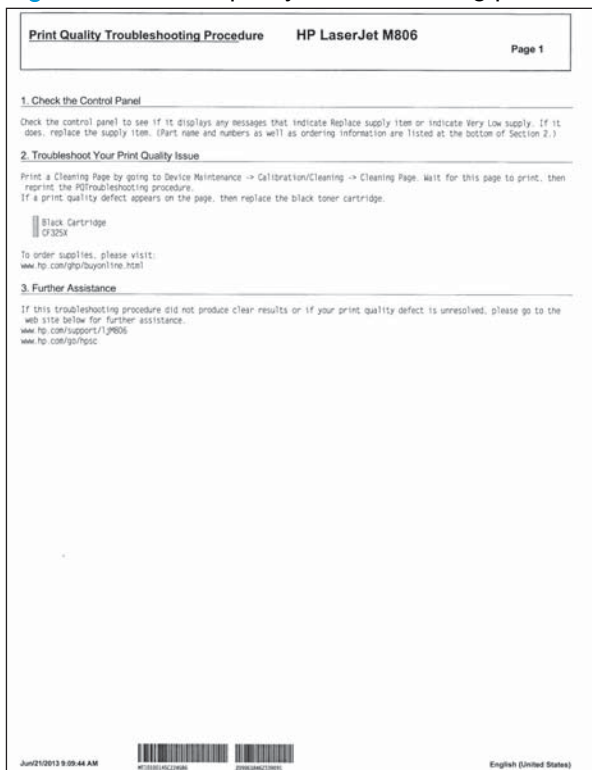 Print Quality Troubleshooting Procedure HP LaserJet M806
Page 1
1. Check the Control Panel
Check the control panel to see if it displays any messages that indicate Replace supply item or indicate Very Low supply. If it
does, replace the supply item. (Part name and numbers as well as ordering information are listed at the bottom of Section 2.)
2. Troubleshoot Your Print Quality Issue
Print a Cleaning Page by going to Device Maintenance -> Calibration/Cleaning -> Cleaning Page. Wait for this page to print, then
reprint the PQTroubleshooting procedure.
If a print quality defect appears on the page, then replace the black toner cartridge.
Black Cartridge
CF325X
To order supplies, please visit:
www.hp.com/ghp/buyonline.html
3. Further Assistance
If this troubleshooting procedure did not produce clear results or if your print quality defect is unresolved, please go to the
web site below for further assistance.
www.hp.com/support/ljM806
www.hp.com/go/hpsc
Jun/21/2013 9:09:44 AM
English (United States)